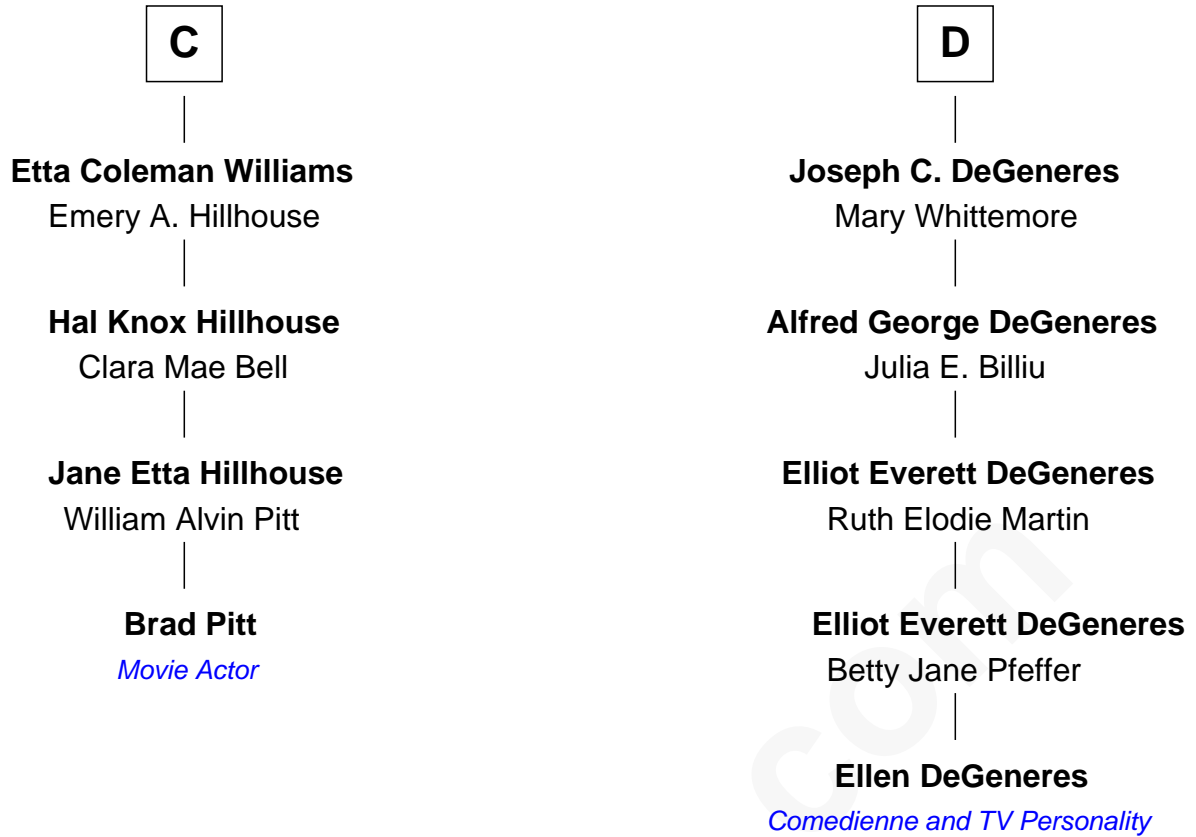 C
Etta Coleman Williams
Emery A. Hillhouse
Hal Knox Hillhouse
Clara Mae Bell
Jane Etta Hillhouse
William Alvin Pitt
Brad Pitt
Movie Actor
D
Joseph C. DeGeneres
Mary Whittemore
Alfred George DeGeneres
Julia E. Billiu
Elliot Everett DeGeneres
Ruth Elodie Martin
Elliot Everett DeGeneres
Betty Jane Pfeffer
Ellen DeGeneres
Comedienne and TV Personality
com